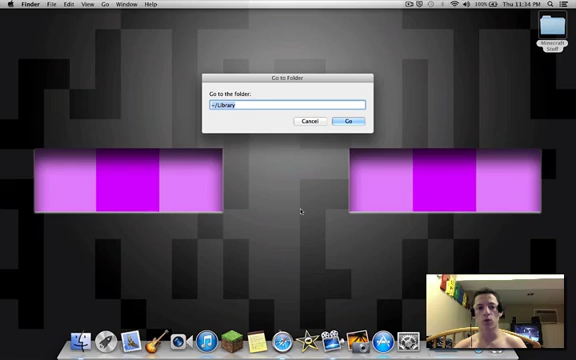 Finder File Edit View Go Window Help
100% Thu 11:34 PM
Minecraft
Stuff
Go to Folder
Go to the folder:
~/Library
Cancel Go